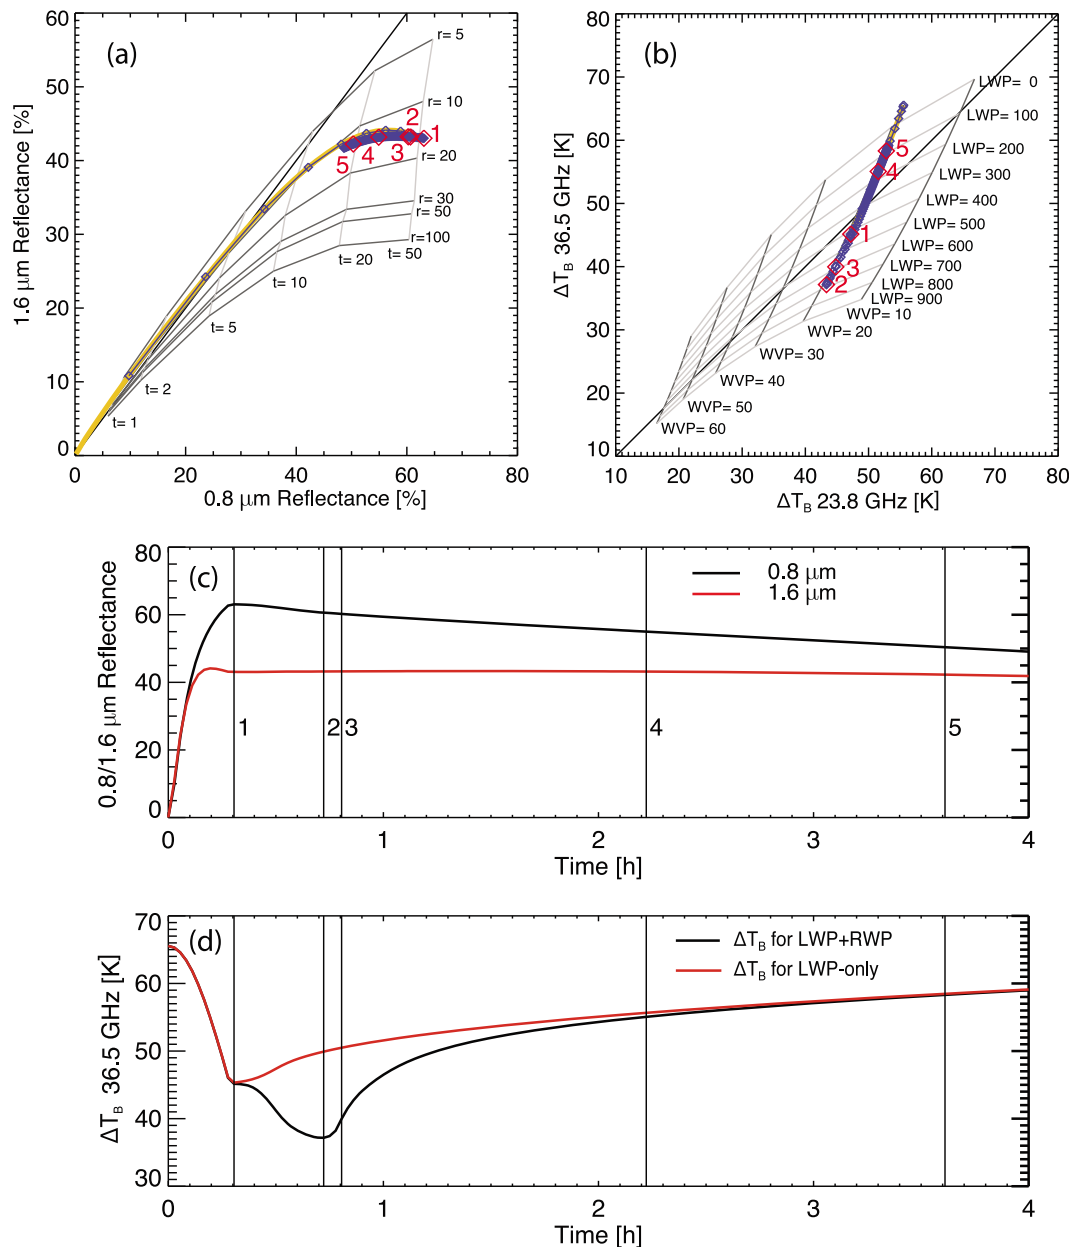 (a)
60
50
40
30
20
10
0
1.6 μm Reflectance [%]
r= 5
r= 10
r= 20
r= 30
r= 50
r=100
t= 50
t= 20
t= 10
t= 5
t= 2
t= 1
1
2
3
4
5
0 20 40 60 80
0.8 μm Reflectance [%]
(b)
80
70
60
50
40
30
20
10
ΔT_B 36.5 GHz [K]
LWP= 0
LWP= 100
LWP= 200
LWP= 300
LWP= 400
LWP= 500
LWP= 600
LWP= 700
LWP= 800
LWP= 900
WVP= 10
WVP= 20
WVP= 30
WVP= 40
WVP= 50
WVP= 60
5
4
1
3
2
10 20 30 40 50 60 70 80
ΔT_B 23.8 GHz [K]
(c)
80
60
40
20
0
0.8/1.6 μm Reflectance
0.8 μm
1.6 μm
1 2 3 4 5
0 1 2 3 4
Time [h]
(d)
70
60
50
40
30
ΔT_B 36.5 GHz [K]
ΔT_B for LWP+RWP
ΔT_B for LWP-only
0 1 2 3 4
Time [h]